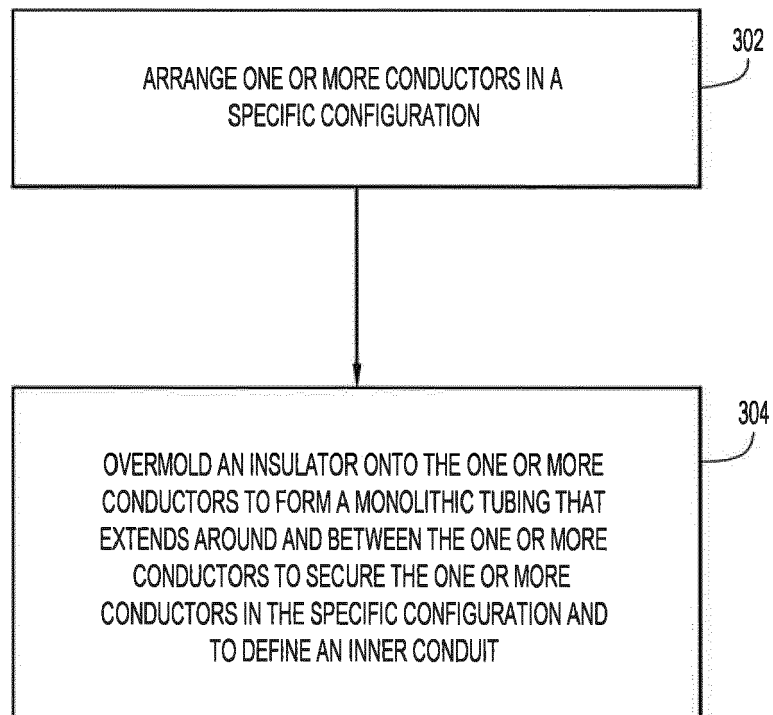 302
ARRANGE ONE OR MORE CONDUCTORS IN A
SPECIFIC CONFIGURATION
304
OVERMOLD AN INSULATOR ONTO THE ONE OR MORE
CONDUCTORS TO FORM A MONOLITHIC TUBING THAT
EXTENDS AROUND AND BETWEEN THE ONE OR MORE
CONDUCTORS TO SECURE THE ONE OR MORE
CONDUCTORS IN THE SPECIFIC CONFIGURATION AND
TO DEFINE AN INNER CONDUIT